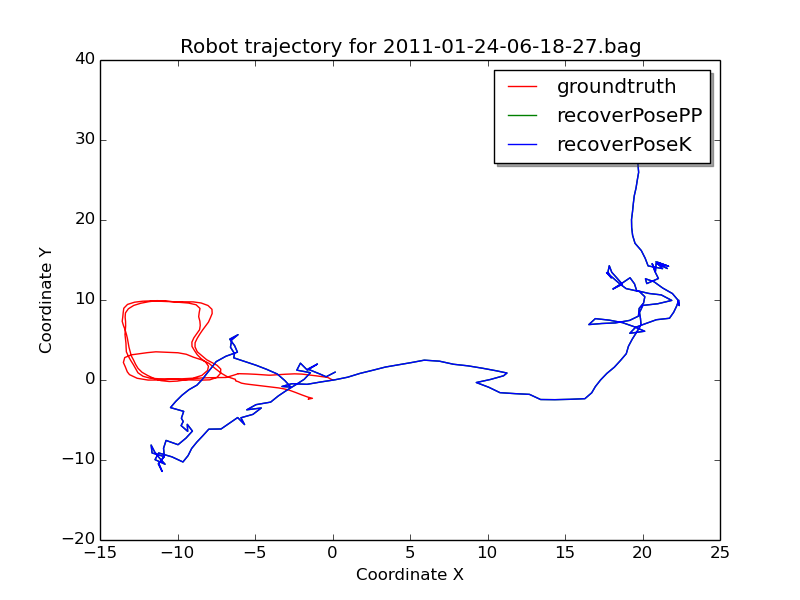 Robot trajectory for 2011-01-24-06-18-27.bag
groundtruth
recoverPosePP
recoverPoseK
Coordinate Y
40
30
20
10
0
−10
−20
−15
−10
−5
0
5
10
15
20
25
Coordinate X